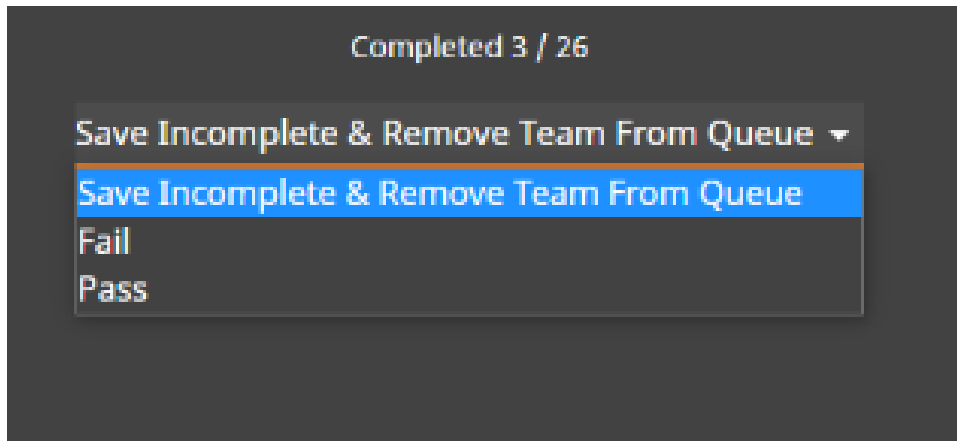 Completed 3 / 26
Save Incomplete & Remove Team From Queue
Save Incomplete & Remove Team From Queue
Fail
Pass